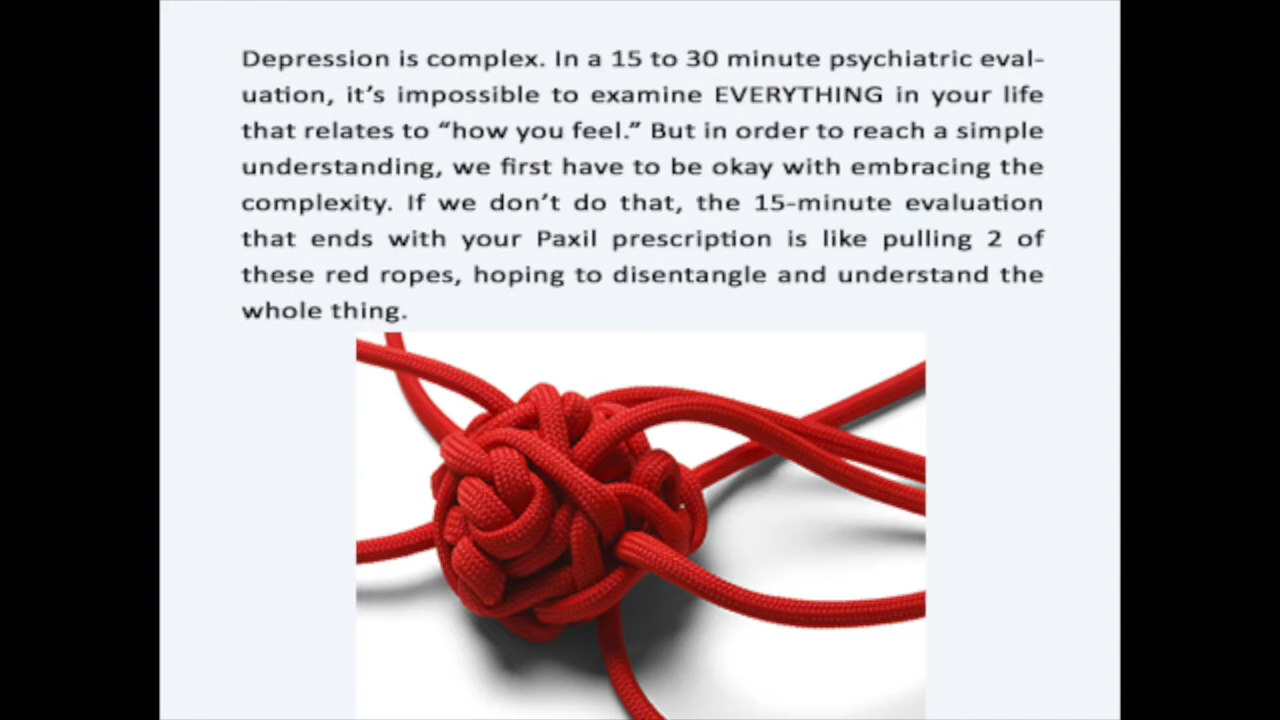 Depression is complex. In a 15 to 30 minute psychiatric eval-
uation, it’s impossible to examine EVERYTHING in your life
that relates to “how you feel.” But in order to reach a simple
understanding, we first have to be okay with embracing the
complexity. If we don’t do that, the 15-minute evaluation
that ends with your Paxil prescription is like pulling 2 of
these red ropes, hoping to disentangle and understand the
whole thing.